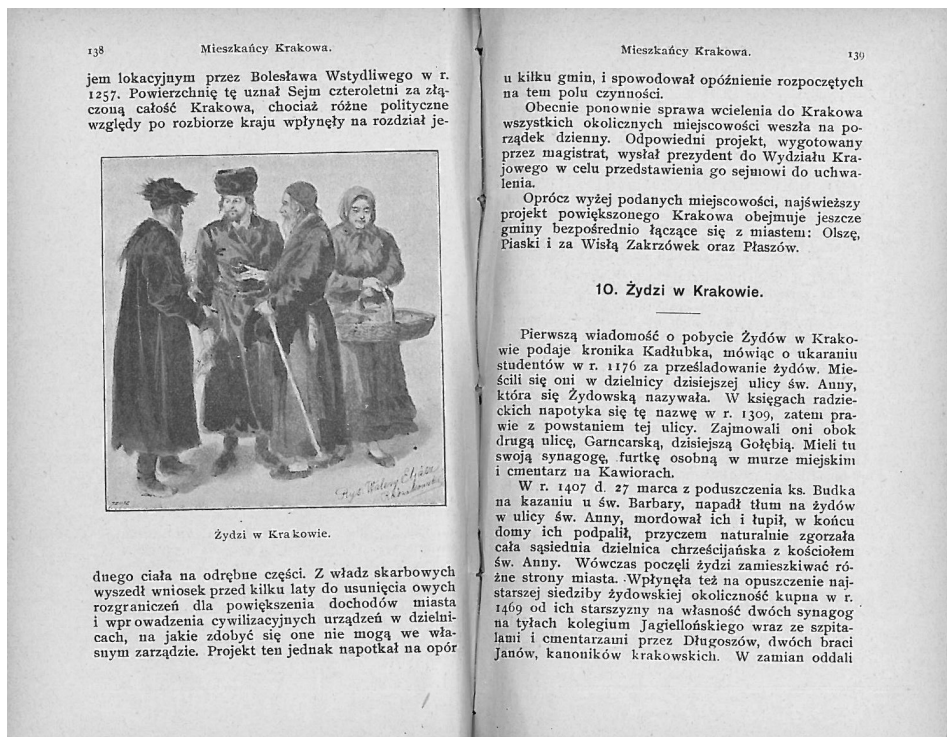 138
Mieszkańcy Krakowa.
jem lokacyjnym przez Bolesława Wstydliwego w r.
1257. Powierzchnię tę uznał Sejm czteroletni za złą-
czoną całość Krakowa, chociaż różne polityczne
względy po rozbiorze kraju wpłynęły na rozdział je-
Rys. Walery Eljasz
Żydzi w Krakowie.
dnego ciała na odrębne części. Z władz skarbowych
wyszedł wniosek przed kilku laty do usunięcia owych
rozgraniczeń dla powiększenia dochodów miasta
i wprowadzenia cywilizacyjnych urządzeń w dzielni-
cach, na jakie zdobyć się one nie mogą we wła-
snym zarządzie. Projekt ten jednak napotkał na opór
Mieszkańcy Krakowa.
139
u kilku gmin, i spowodował opóźnienie rozpoczętych
na tem polu czynności.
Obecnie ponownie sprawa wcielenia do Krakowa
wszystkich okolicznych miejscowości weszła na po-
rządek dzienny. Odpowiedni projekt, wygotowany
przez magistrat, wysłał prezydent do Wydziału Kra-
jowego w celu przedstawienia go sejmowi do uchwa-
lenia.
Oprócz wyżej podanych miejscowości, najświeższy
projekt powiększonego Krakowa obejmuje jeszcze
gminy bezpośrednio łączące się z miastem: Olszę,
Piaski i za Wisłą Zakrzówek oraz Płaszów.
10. Żydzi w Krakowie.
Pierwszą wiadomość o pobycie Żydów w Krako-
wie podaje kronika Kadłubka, mówiąc o ukaraniu
studentów w r. 1176 za prześladowanie żydów. Mie-
ścili się oni w dzielnicy dzisiejszej ulicy św. Anny,
która się Żydowską nazywała. W księgach radzie-
ckich napotyka się tę nazwę w r. 1309, zatem pra-
wie z powstaniem tej ulicy. Zajmowali oni obok
drugą ulicę, Garncarską, dzisiejszą Gołębią. Mieli tu
swoją synagogę, furtkę osobną w murze miejskim
i cmentarz na Kawiorach.
W r. 1407 d. 27 marca z poduszczenia ks. Budka
na kazaniu u św. Barbary, napadł tłum na żydów
w ulicy św. Anny, mordował ich i łupił, w końcu
domy ich podpalił, przyczem naturalnie zgorzała
cała sąsiednia dzielnica chrześcijańska z kościołem
św. Anny. Wówczas poczęli żydzi zamieszkiwać ró-
żne strony miasta. Wpłynęła też na opuszczenie naj-
starszej siedziby żydowskiej okoliczność kupna w r.
1469 od ich starszyzny na własność dwóch synagog
na tyłach kolegium Jagiellońskiego wraz ze szpita-
lami i cmentarzami przez Długoszów, dwóch braci
Janów, kanoników krakowskich. W zamian oddali